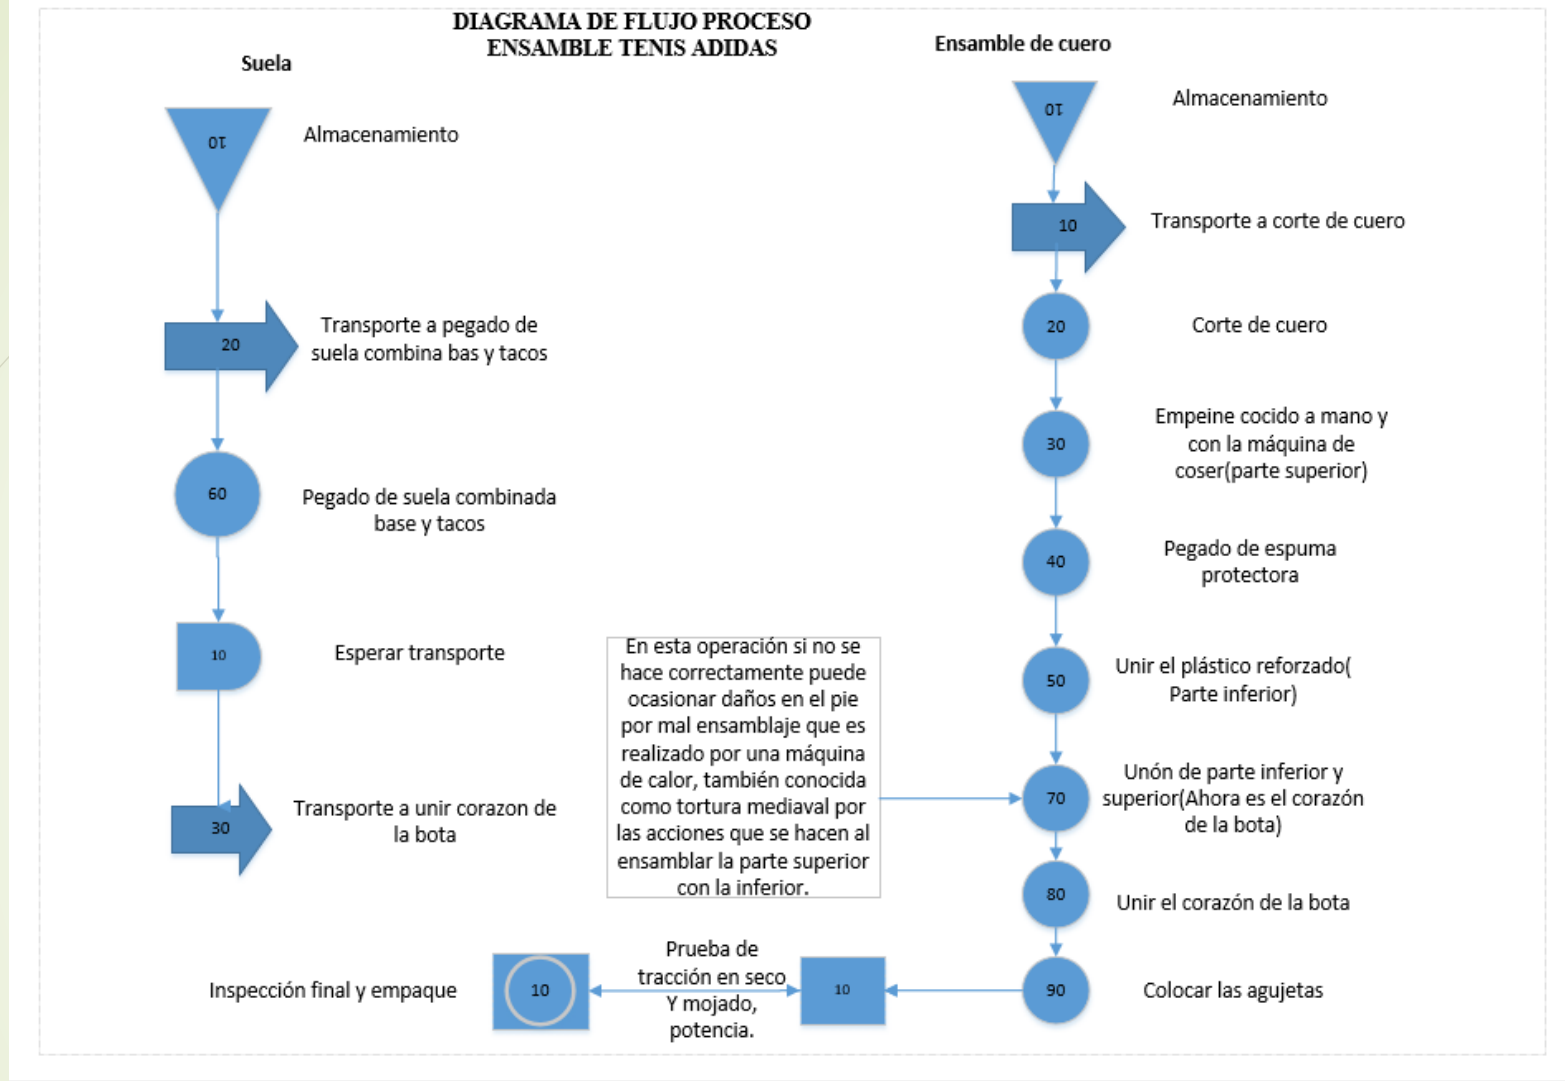 DIAGRAMA DE FLUJO PROCESO
ENSAMBLE TENIS ADIDAS
Suela
10
Almacenamiento
20
Transporte a pegado de
suela combina bas y tacos
60
Pegado de suela combinada
base y tacos
10
Esperar transporte
30
Transporte a unir corazon de
la bota
Ensamble de cuero
10
Almacenamiento
10
Transporte a corte de cuero
20
Corte de cuero
30
Empeine cocido a mano y
con la máquina de
coser(parte superior)
40
Pegado de espuma
protectora
50
Unir el plástico reforzado(
Parte inferior)
En esta operación si no se
hace correctamente puede
ocasionar daños en el pie
por mal ensamblaje que es
realizado por una máquina
de calor, también conocida
como tortura mediaval por
las acciones que se hacen al
ensamblar la parte superior
con la inferior.
70
Unón de parte inferior y
superior(Ahora es el corazón
de la bota)
80
Unir el corazón de la bota
90
Colocar las agujetas
10
Prueba de
tracción en seco
Y mojado,
potencia.
10
Inspección final y empaque